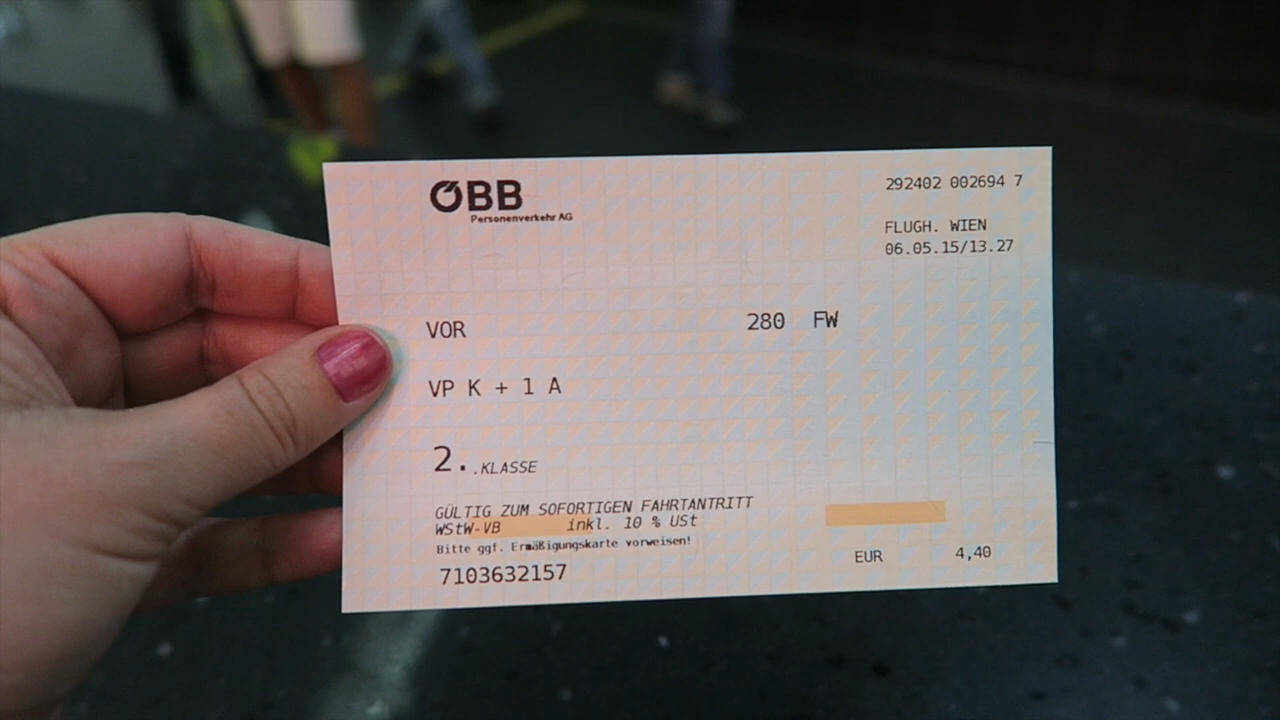 ÖBB
Personenverkehr AG
292402 002694 7
FLUGH. WIEN
06.05.15/13.27
VOR 280 FW
VP K + 1 A
2. .KLASSE
GÜLTIG ZUM SOFORTIGEN FAHRTANTRITT
WStW-VB inkl. 10 % USt
Bitte ggf. Ermäßigungskarte vorweisen!
EUR 4,40
7103632157